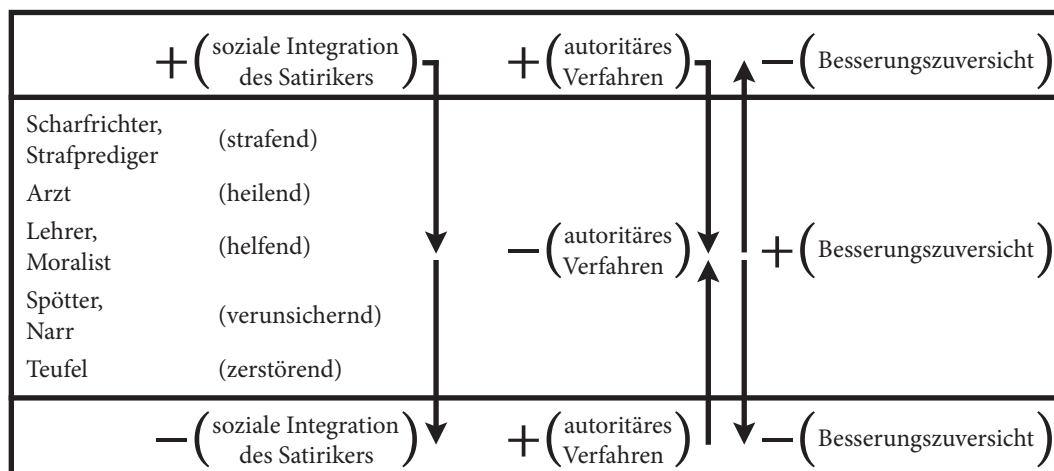 + (soziale Integration
des Satirikers)
+ (autoritäres
Verfahren)
− (Besserungszuversicht)
Scharfrichter,
Strafprediger
(strafend)
Arzt (heilend)
Lehrer,
Moralist
(helfend)
− (autoritäres
Verfahren)
+ (Besserungszuversicht)
Spötter,
Narr
(verunsichernd)
Teufel (zerstörend)
− (soziale Integration
des Satirikers)
+ (autoritäres
Verfahren)
− (Besserungszuversicht)